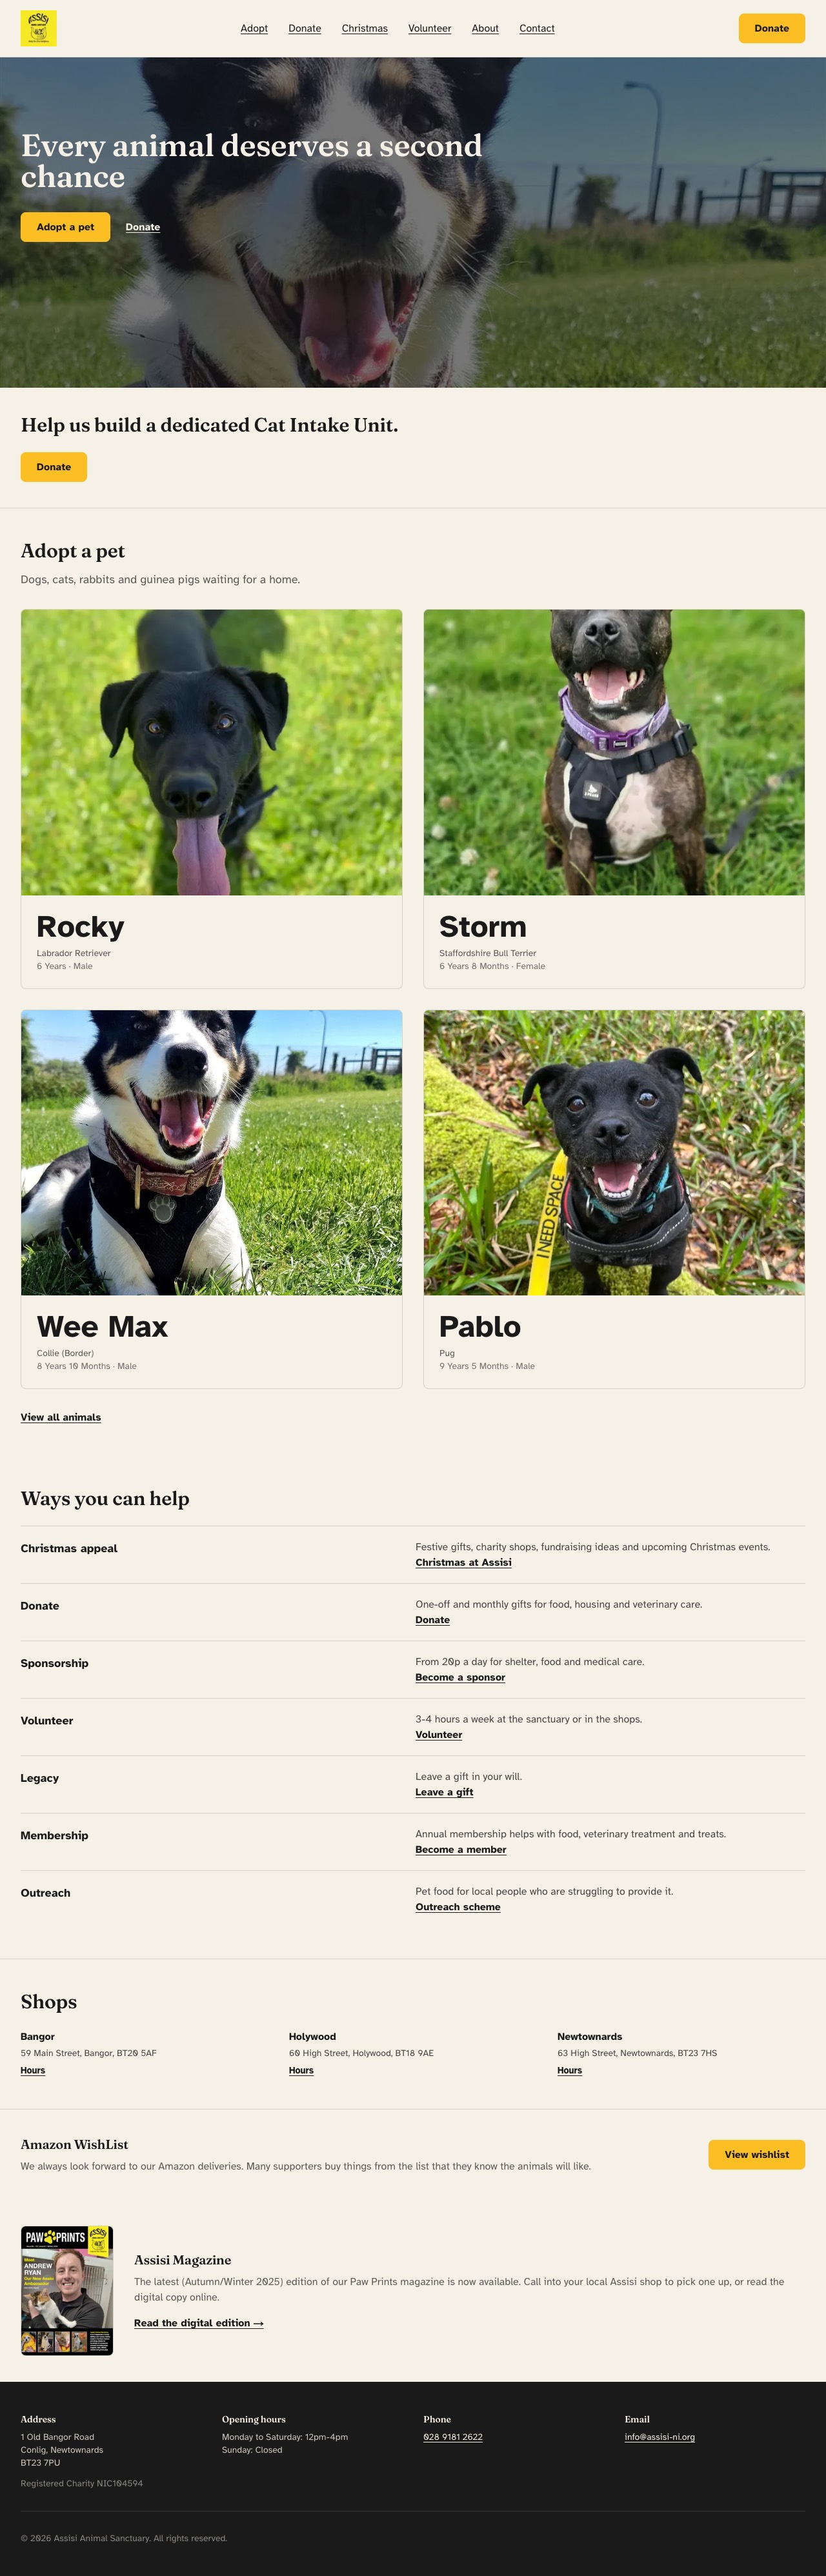 ASSISI
Adopt
Donate
Christmas
Volunteer
About
Contact
Donate
Every animal deserves a second
chance
Adopt a pet
Donate
Help us build a dedicated Cat Intake Unit.
Donate
Adopt a pet
Dogs, cats, rabbits and guinea pigs waiting for a home.
Rocky
Labrador Retriever
6 Years · Male
Storm
Staffordshire Bull Terrier
6 Years 8 Months · Female
I NEED SPACE
Wee Max
Collie (Border)
8 Years 10 Months · Male
Pablo
Pug
9 Years 5 Months · Male
View all animals
Ways you can help
Christmas appeal
Festive gifts, charity shops, fundraising ideas and upcoming Christmas events.
Christmas at Assisi
Donate
One-off and monthly gifts for food, housing and veterinary care.
Donate
Sponsorship
From 20p a day for shelter, food and medical care.
Become a sponsor
Volunteer
3-4 hours a week at the sanctuary or in the shops.
Volunteer
Legacy
Leave a gift in your will.
Leave a gift
Membership
Annual membership helps with food, veterinary treatment and treats.
Become a member
Outreach
Pet food for local people who are struggling to provide it.
Outreach scheme
Shops
Bangor
59 Main Street, Bangor, BT20 5AF
Hours
Holywood
60 High Street, Holywood, BT18 9AE
Hours
Newtownards
63 High Street, Newtownards, BT23 7HS
Hours
Amazon WishList
We always look forward to our Amazon deliveries. Many supporters buy things from the list that they know the animals will like.
View wishlist
PAW PRINTS
ASSISI
Meet
ANDREW
RYAN
Our New Assisi
Ambassador
Assisi Magazine
The latest (Autumn/Winter 2025) edition of our Paw Prints magazine is now available. Call into your local Assisi shop to pick one up, or read the
digital copy online.
Read the digital edition →
Address
1 Old Bangor Road
Conlig, Newtownards
BT23 7PU
Registered Charity NIC104594
Opening hours
Monday to Saturday: 12pm-4pm
Sunday: Closed
Phone
028 9181 2622
Email
info@assisi-ni.org
© 2026 Assisi Animal Sanctuary. All rights reserved.